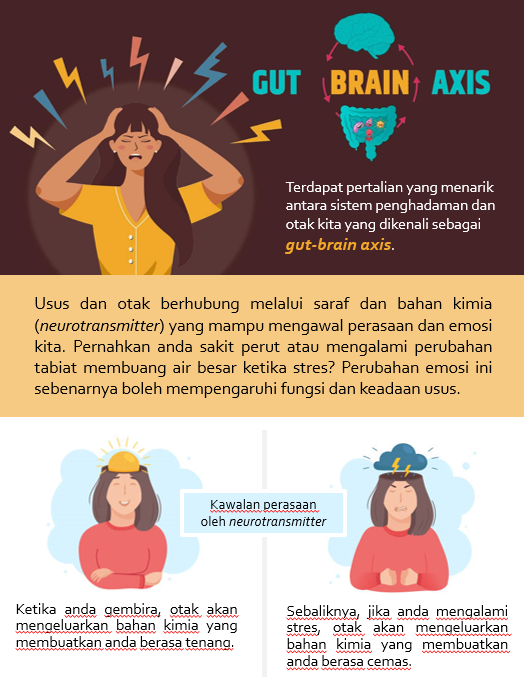 GUT BRAIN AXIS
Terdapat pertalian yang menarik
antara sistem penghadaman dan
otak kita yang dikenali sebagai
gut-brain axis.
Usus dan otak berhubung melalui saraf dan bahan kimia
(neurotransmitter) yang mampu mengawal perasaan dan emosi
kita. Pernahkan anda sakit perut atau mengalami perubahan
tabiat membuang air besar ketika stres? Perubahan emosi ini
sebenarnya boleh mempengaruhi fungsi dan keadaan usus.
Kawalan perasaan
oleh neurotransmitter
Ketika anda gembira, otak akan
mengeluarkan bahan kimia yang
membuatkan anda berasa tenang.
Sebaliknya, jika anda mengalami
stres, otak akan mengeluarkan
bahan kimia yang membuatkan
anda berasa cemas.